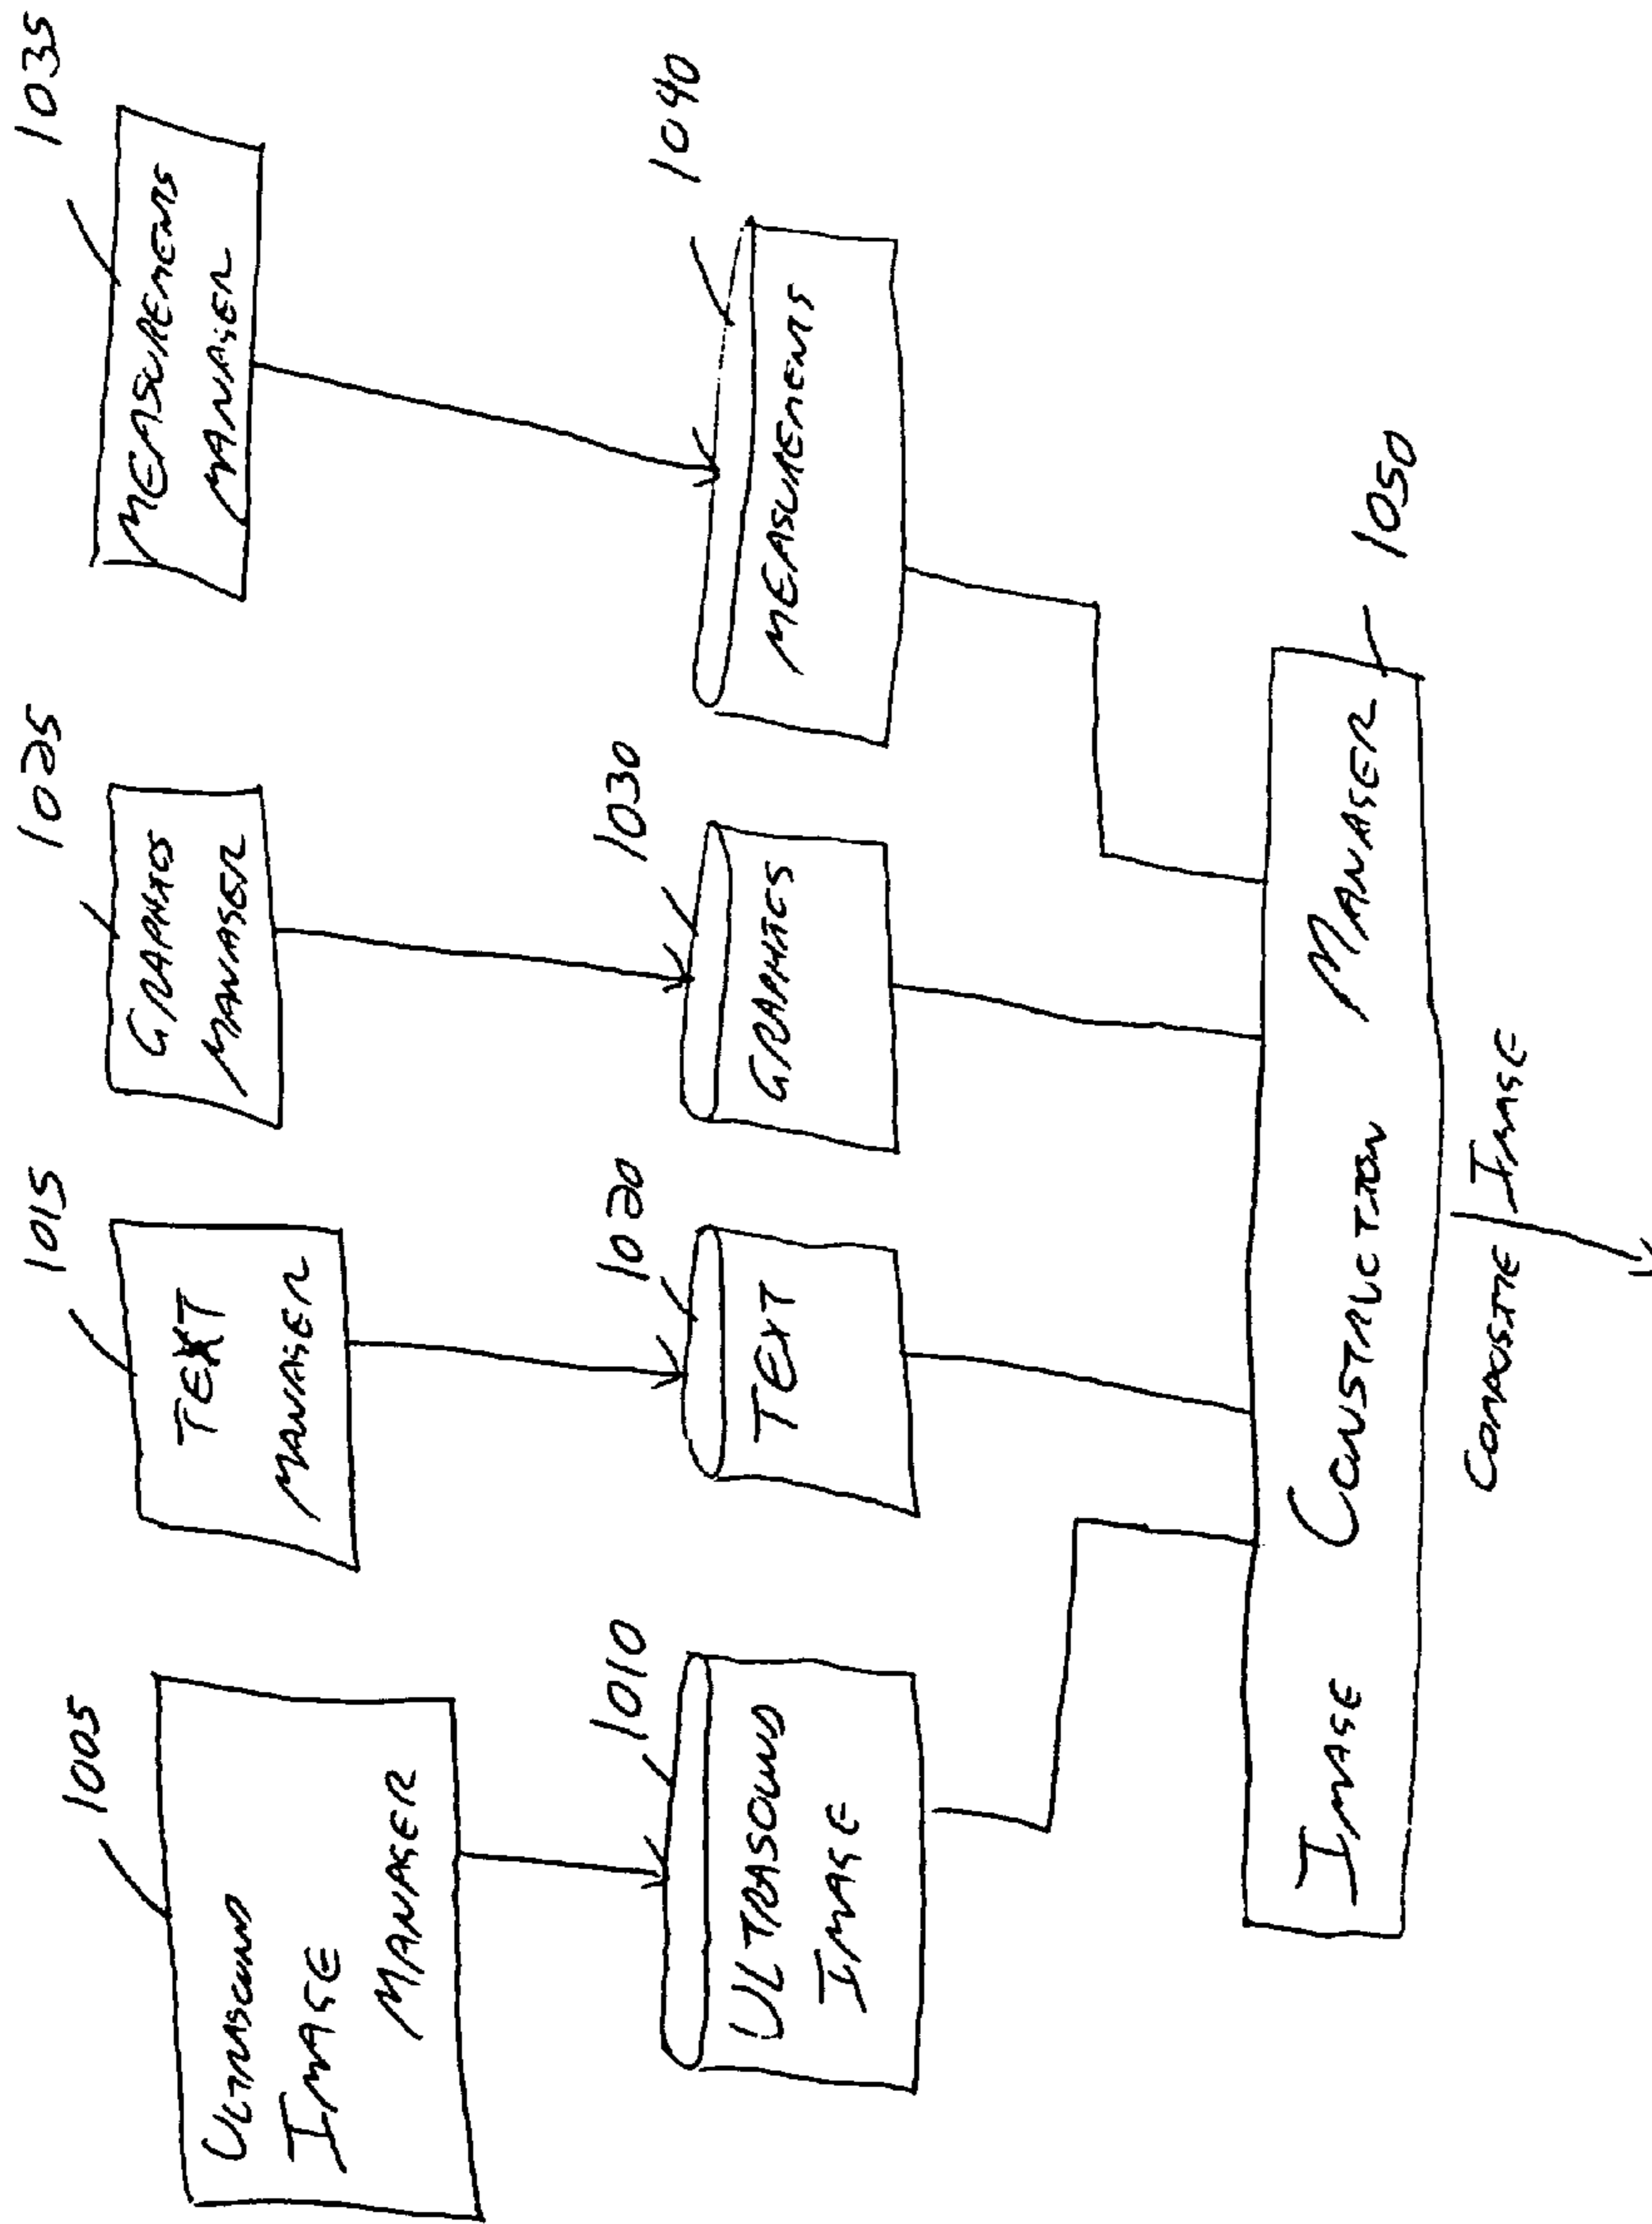 1005
ULTRASOUND
IMAGE
MANAGER
1015
TEXT
MANAGER
1025
GRAPHICS
MANAGER
1035
MEASUREMENTS
MANAGER
1010
ULTRASOUND
IMAGE
1020
TEXT
1030
GRAPHICS
1040
MEASUREMENTS
IMAGE CONSTRUCTION MANAGER
1050
COMPOSITE IMAGE